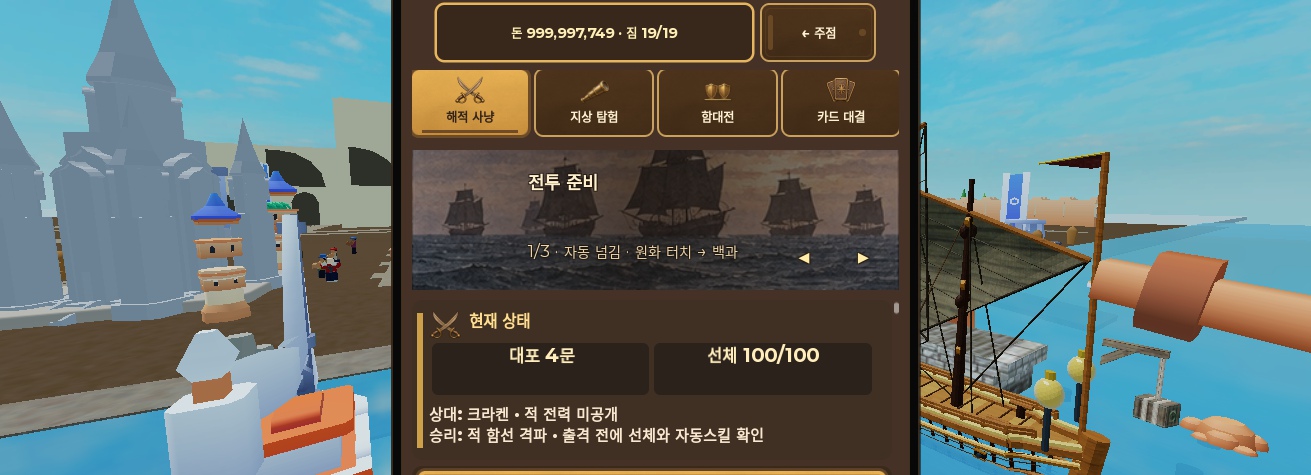 돈 999,997,749 · 짐 19/19
← 주점
해적 사냥
지상 탐험
함대전
카드 대결
전투 준비
1/3 · 자동 넘김 · 원화 터치 → 백과
◀ ▶
현재 상태
대포 4문
선체 100/100
상대: 크라켄 • 적 전력 미공개
승리: 적 함선 격파 • 출격 전에 선체와 자동스킬 확인